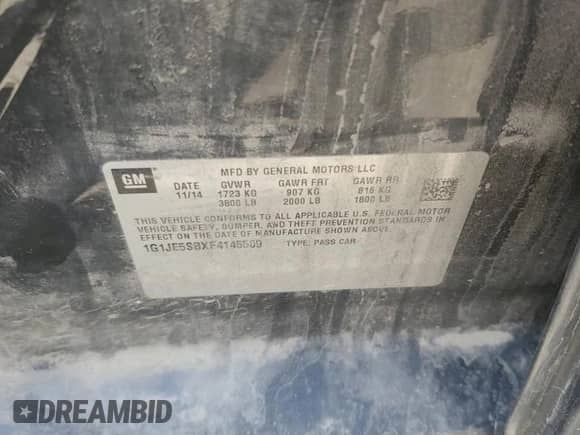 MFD BY GENERAL MOTORS LLC
GM DATE GVWR GAWR FRT GAWR RR
11/14 1723 KG 907 KG 816 KG
3800 LB 2000 LB 1800 LB
THIS VEHICLE CONFORMS TO ALL APPLICABLE U.S. FEDERAL MOTOR
VEHICLE SAFETY, BUMPER, AND THEFT PREVENTION STANDARDS IN
EFFECT ON THE DATE OF MANUFACTURE SHOWN ABOVE.
TYPE: PASS CAR
DREAMBID